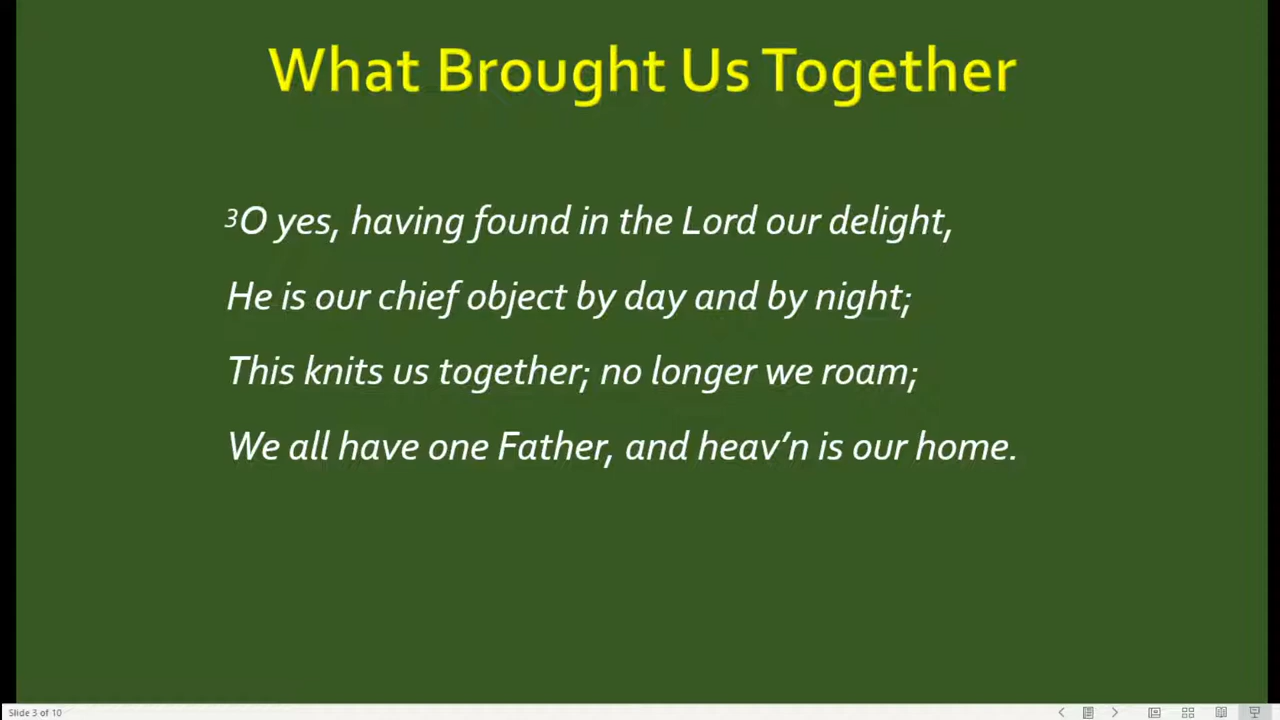 What Brought Us Together
³O yes, having found in the Lord our delight,
He is our chief object by day and by night;
This knits us together; no longer we roam;
We all have one Father, and heav’n is our home.
Slide 3 of 10